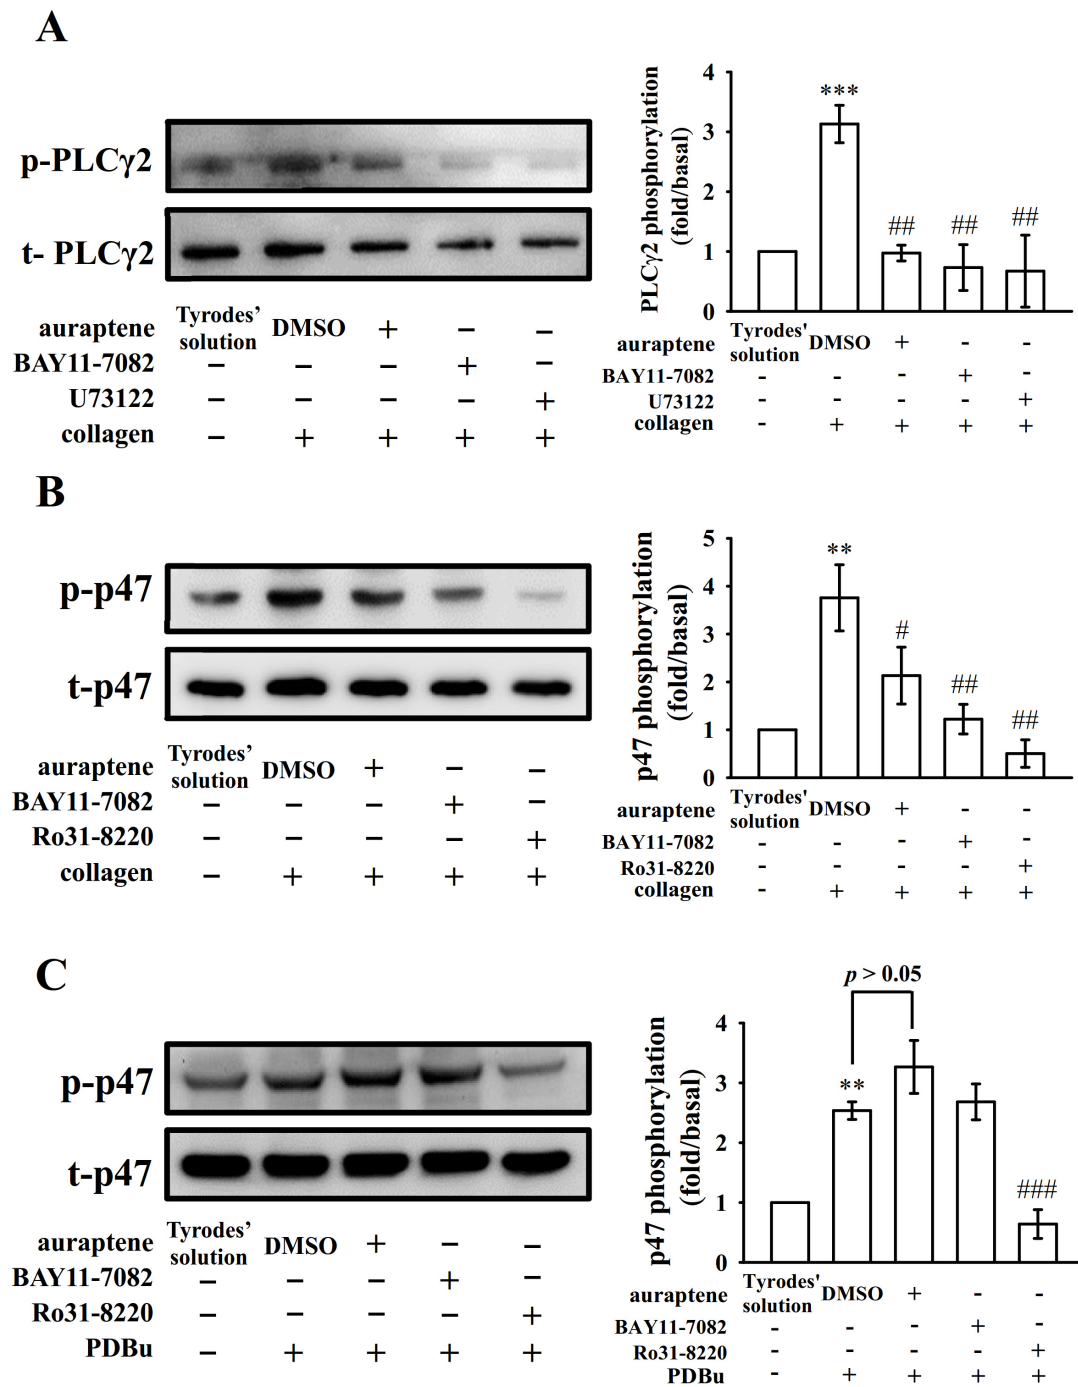 A
p-PLCγ2
t- PLCγ2
auraptene Tyrodes' solution DMSO + − −
BAY11-7082 − − − + −
U73122 − − − − +
collagen − + + + +
PLCγ2 phosphorylation
(fold/basal)
4
3
2
1
0
***
##
##
##
auraptene Tyrodes' solution DMSO + - -
BAY11-7082 - - - + -
U73122 - - - - +
collagen - + + + +
B
p-p47
t-p47
auraptene Tyrodes' solution DMSO + − −
BAY11-7082 − − − + −
Ro31-8220 − − − − +
collagen − + + + +
p47 phosphorylation
(fold/basal)
5
4
3
2
1
0
**
#
##
##
auraptene Tyrodes' solution DMSO + - -
BAY11-7082 - - - + -
Ro31-8220 - - - - +
collagen - + + + +
C
p-p47
t-p47
auraptene Tyrodes' solution DMSO + − −
BAY11-7082 − − − + −
Ro31-8220 − − − − +
PDBu − + + + +
p47 phosphorylation
(fold/basal)
4
3
2
1
0
p > 0.05
**
###
auraptene Tyrodes' solution DMSO + - -
BAY11-7082 - - - + -
Ro31-8220 - - - - +
PDBu - + + + +